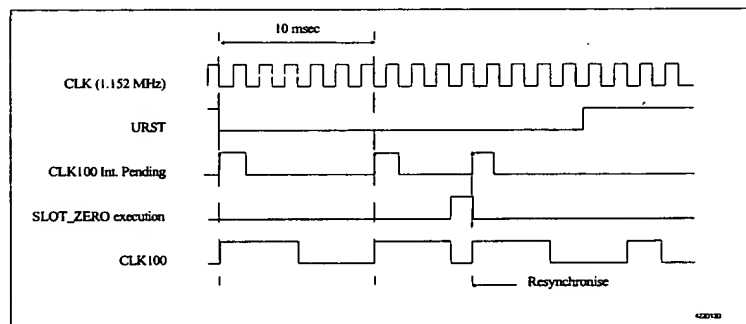 10 msec
CLK (1.152 MHz)
URST
CLK100 Int. Pending
SLOT_ZERO execution
CLK100
Resynchronise